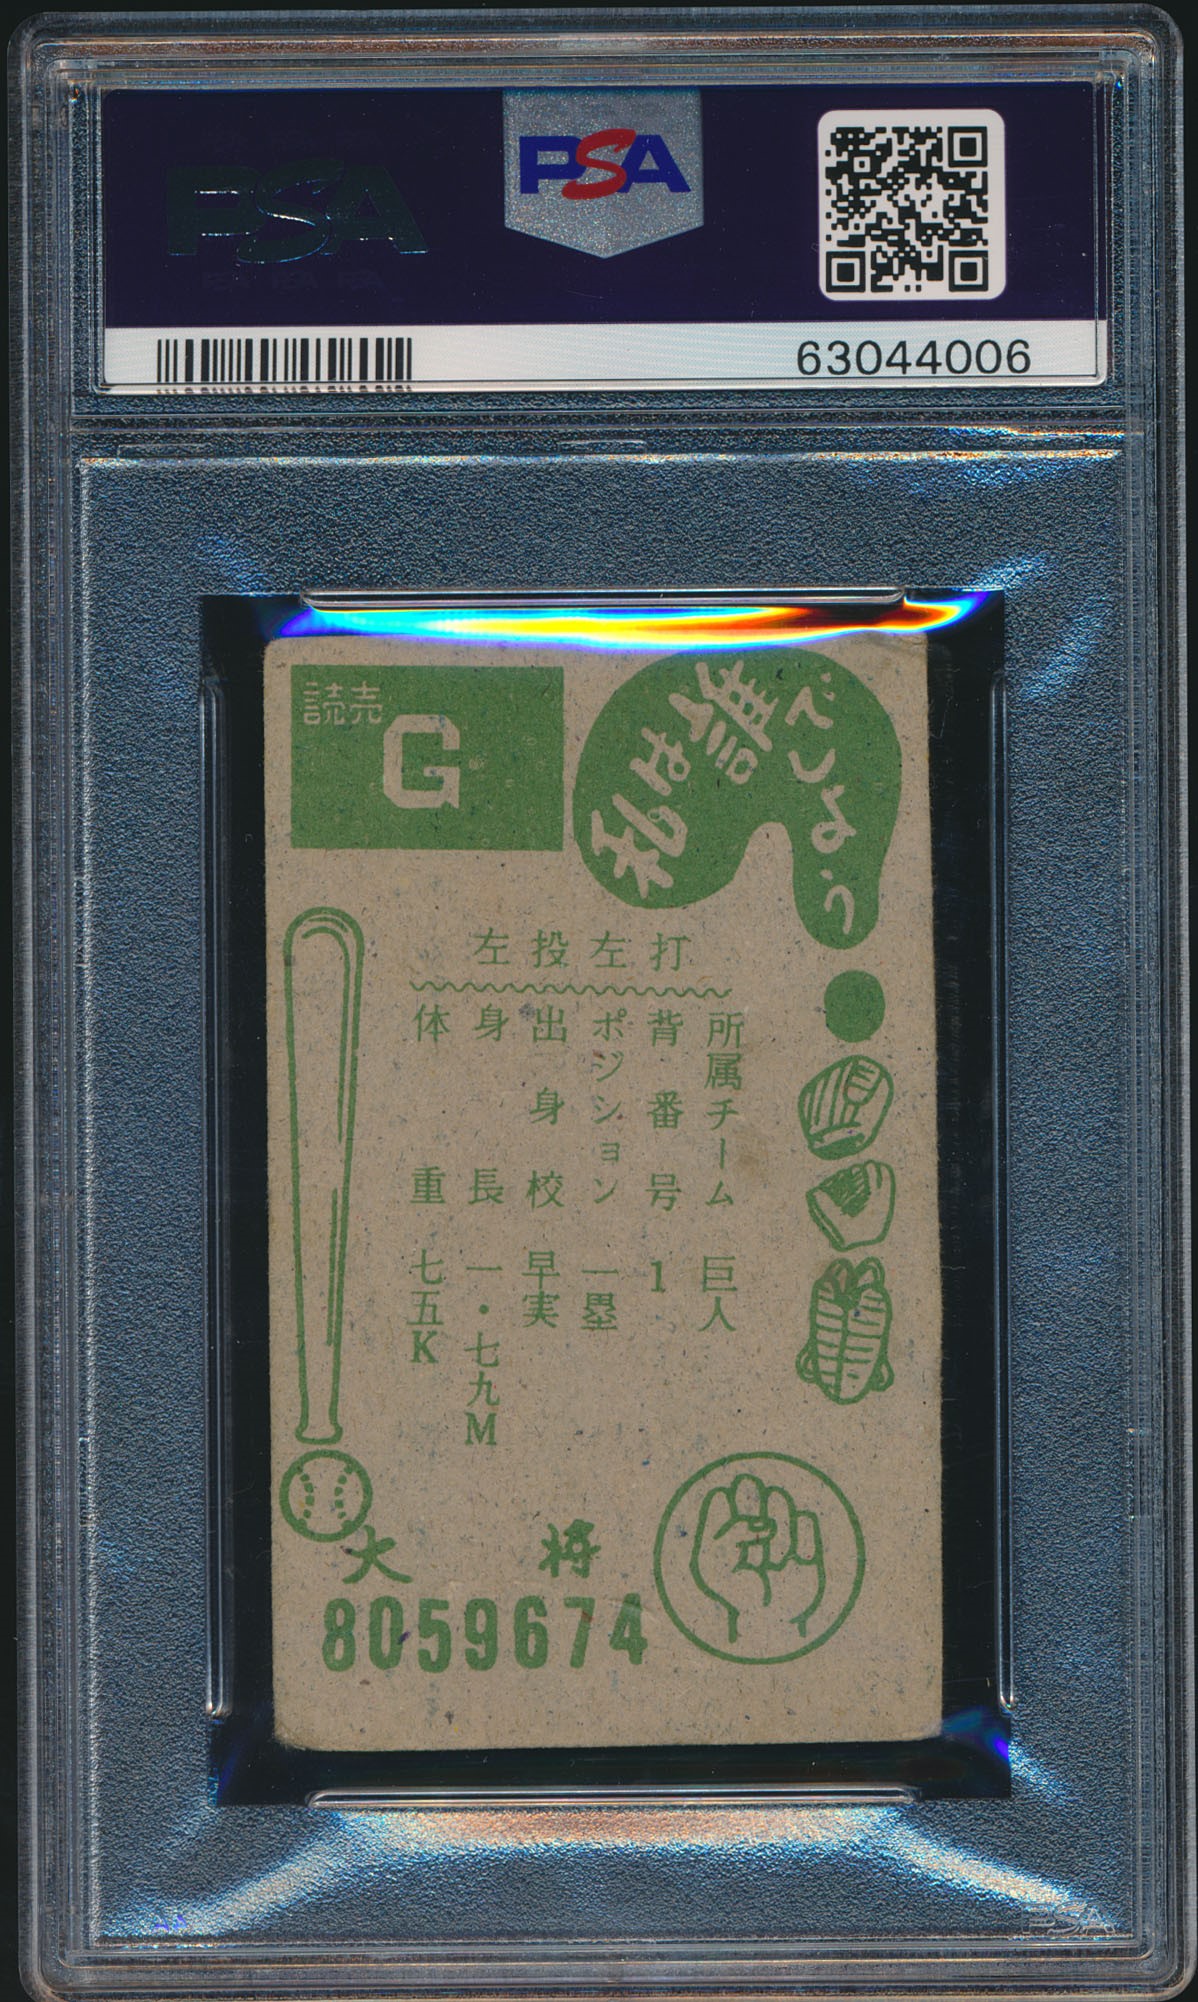 PSA
PSA
63044006
読売
G
私は誰でしょう
左投左打
所属チーム 巨人
背番号 1
ポジション 一塁
出身校 早実
身長 一・七九M
体重 七五K
大将
8059674
PSA